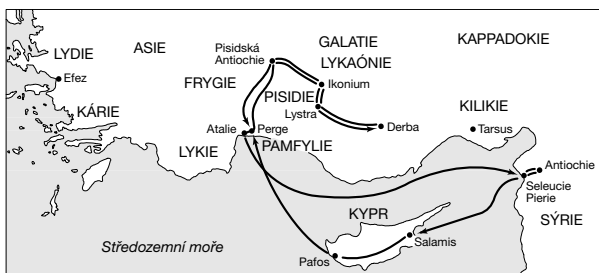 LYDIE
ASIE
Efez
KÁRIE
Pisidská
Antiochie
GALATIE
LYKAÓNIE
KAPPADOKIE
FRYGIE
Ikonium
PISIDIE
Lystra
Derba
KILIKIE
Tarsus
Atalie
Perge
LYKIE
PAMFYLIE
Antiochie
Seleucie
Pierie
SÝRIE
KYPR
Salamis
Pafos
Středozemní moře